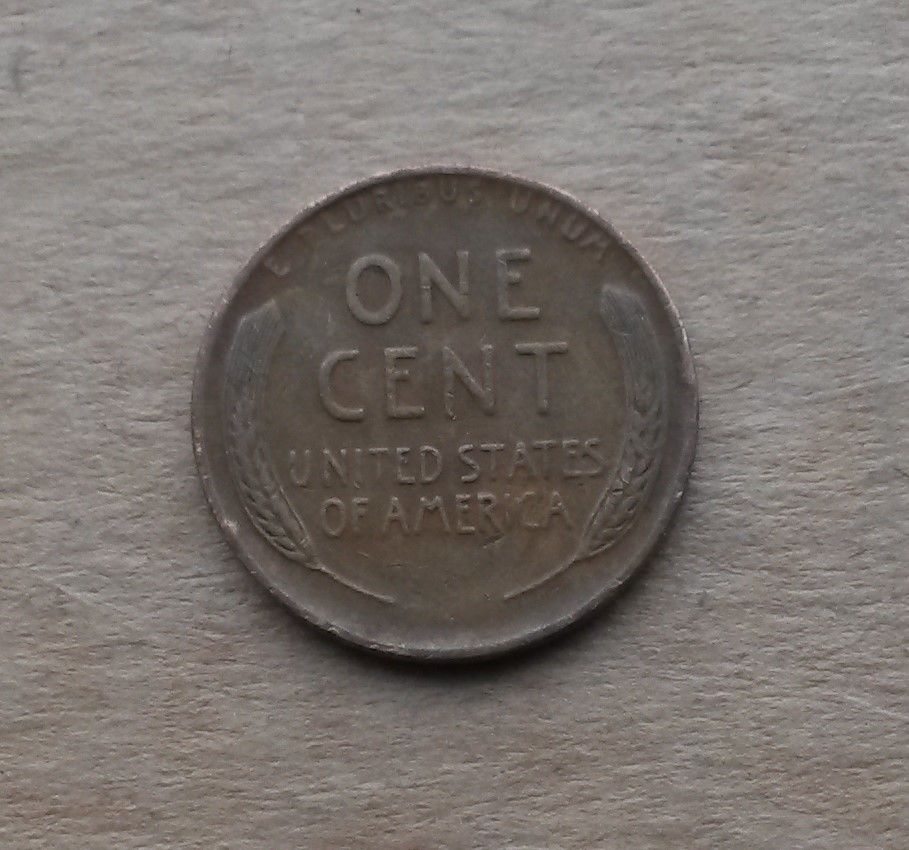 E PLURIBUS UNUM
ONE
CENT
UNITED STATES
OF AMERICA